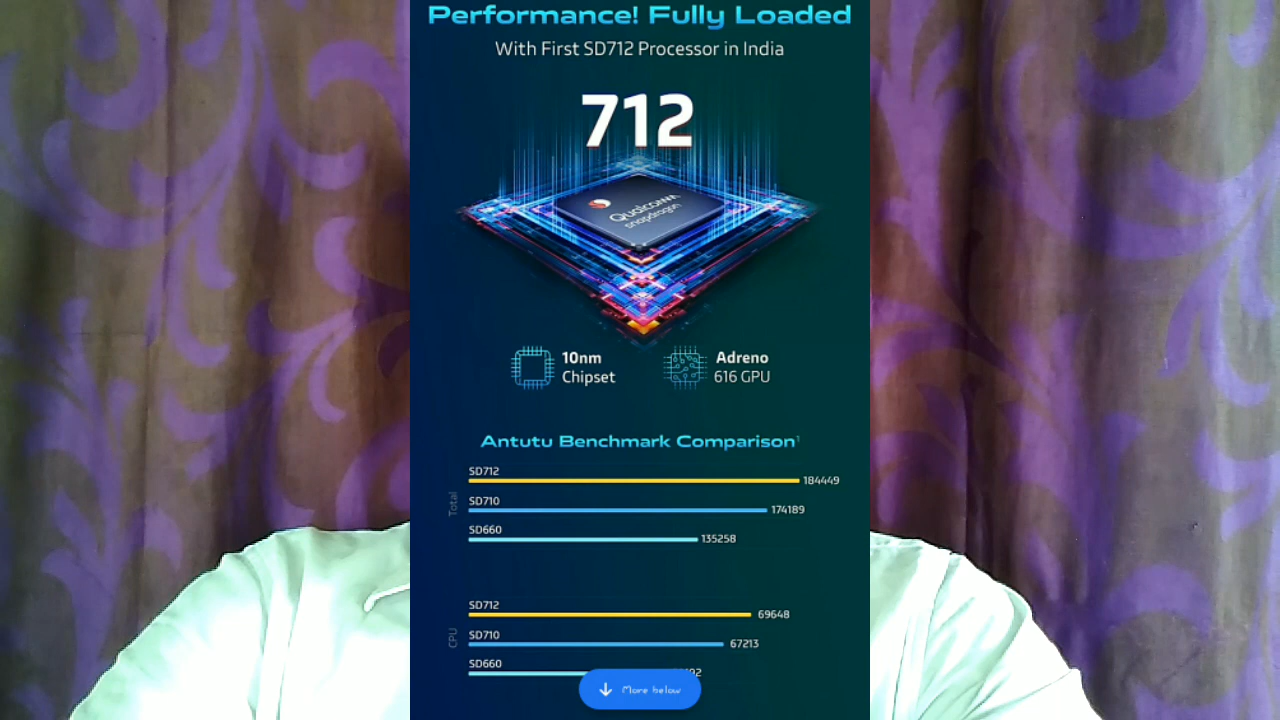 Performance! Fully Loaded
With First SD712 Processor in India
712
Qualcomm
snapdragon
10nm
Chipset
Adreno
616 GPU
Antutu Benchmark Comparison¹
Total
SD712
184449
SD710
174189
SD660
135258
CPU
SD712
69648
SD710
67213
SD660
More below